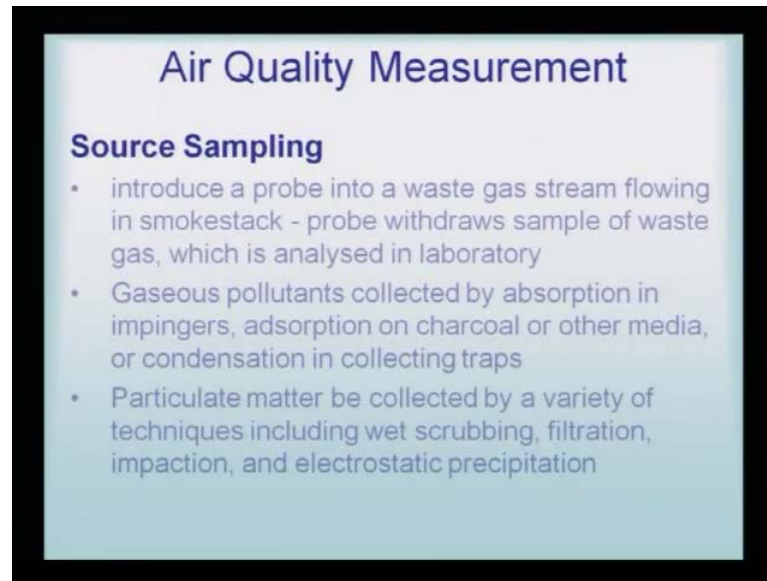 Air Quality Measurement
Source Sampling
• introduce a probe into a waste gas stream flowing
in smokestack - probe withdraws sample of waste
gas, which is analysed in laboratory
• Gaseous pollutants collected by absorption in
impingers, adsorption on charcoal or other media,
or condensation in collecting traps
• Particulate matter be collected by a variety of
techniques including wet scrubbing, filtration,
impaction, and electrostatic precipitation